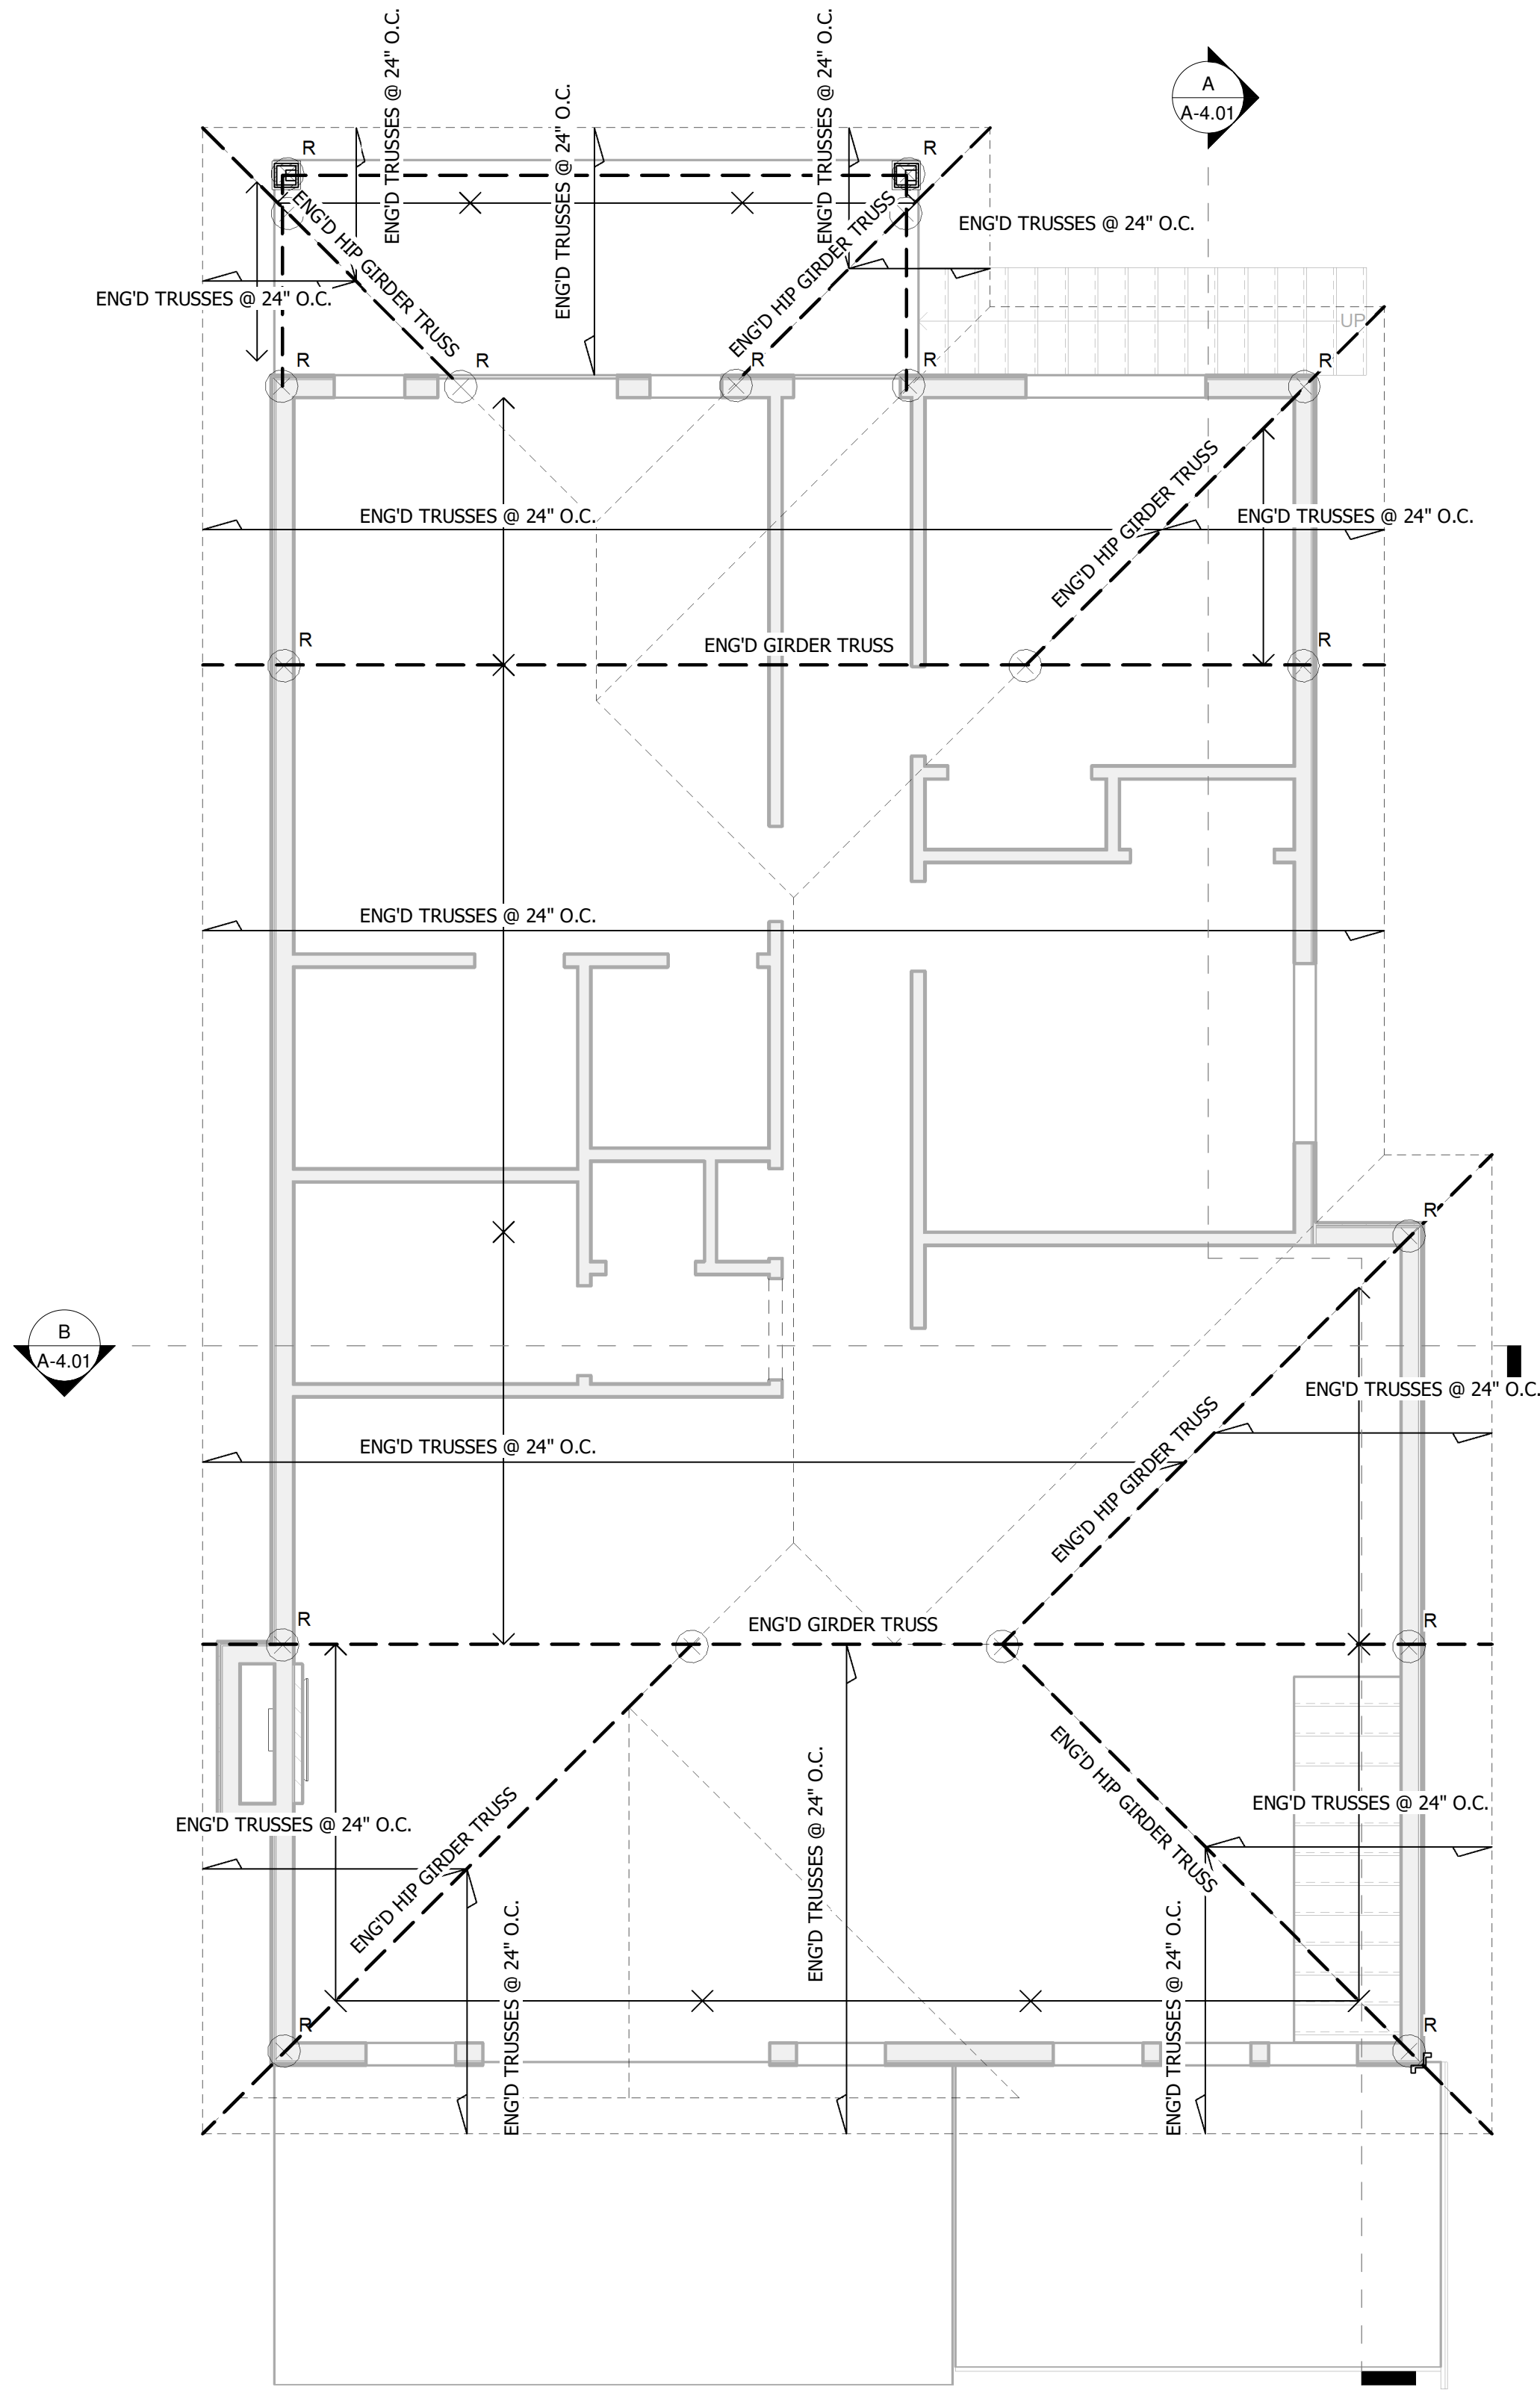 ENG'D TRUSSES @ 24" O.C.
ENG'D TRUSSES @ 24" O.C.
ENG'D TRUSSES @ 24" O.C.
A
A-4.01
R
R
ENG'D HIP GIRDER TRUSS
ENG'D HIP GIRDER TRUSS
ENG'D TRUSSES @ 24" O.C.
ENG'D TRUSSES @ 24" O.C.
UP
R
R
R
R
R
ENG'D HIP GIRDER TRUSS
ENG'D TRUSSES @ 24" O.C.
ENG'D TRUSSES @ 24" O.C.
R
ENG'D GIRDER TRUSS
R
ENG'D TRUSSES @ 24" O.C.
R
B
A-4.01
ENG'D TRUSSES @ 24" O.C.
ENG'D TRUSSES @ 24" O.C.
ENG'D HIP GIRDER TRUSS
R
ENG'D GIRDER TRUSS
R
ENG'D HIP GIRDER TRUSS
ENG'D TRUSSES @ 24" O.C.
ENG'D TRUSSES @ 24" O.C.
ENG'D HIP GIRDER TRUSS
ENG'D TRUSSES @ 24" O.C.
ENG'D TRUSSES @ 24" O.C.
ENG'D TRUSSES @ 24" O.C.
R
R